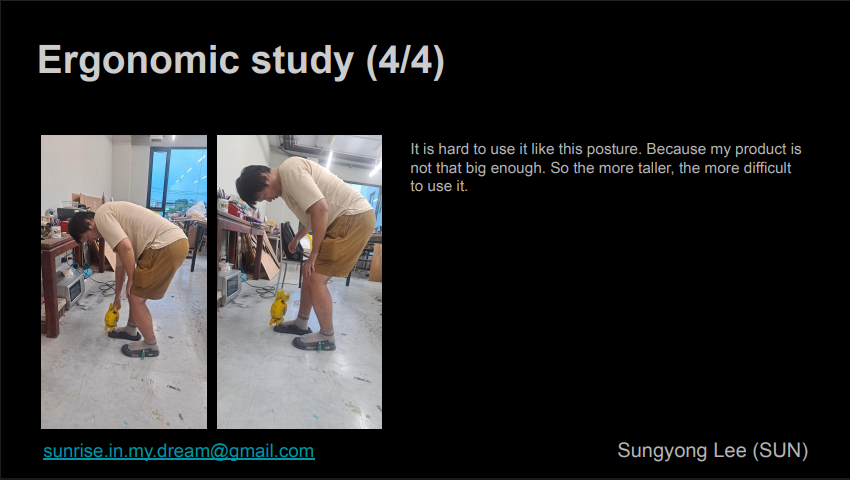 Ergonomic study (4/4)
It is hard to use it like this posture. Because my product is
not that big enough. So the more taller, the more difficult
to use it.
sunrise.in.my.dream@gmail.com
Sungyong Lee (SUN)